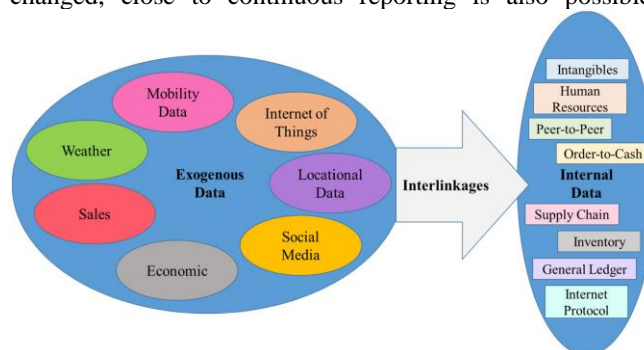 changed, close to continuous reporting is also possible
Mobility
Data
Internet of
Things
Weather
Exogenous
Data
Locational
Data
Sales
Social
Media
Economic
Interlinkages
Intangibles
Human
Resources
Peer-to-Peer
Order-to-Cash
Internal
Data
Supply Chain
Inventory
General Ledger
Internet
Protocol